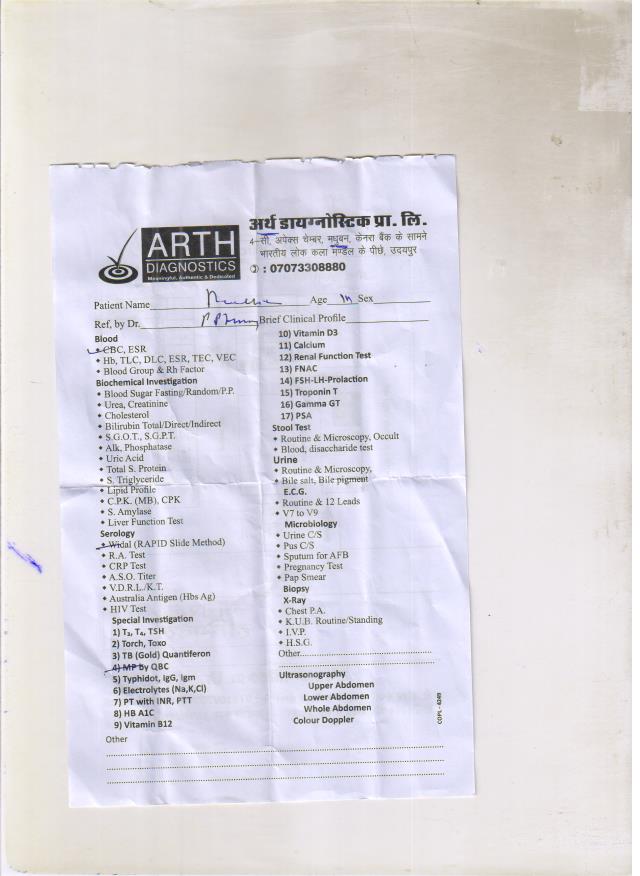 ARTH
DIAGNOSTICS
Meaningful, Authentic & Dedicated
अर्थ डायग्नोस्टिक प्रा. लि.
4-सी, अपेक्स चेम्बर, मधुबन, केनरा बैंक के सामने
भारतीय लोक कला मण्डल के पीछे, उदयपुर
: 07073308880
Patient Name Age Sex
Ref, by Dr. Brief Clinical Profile
Blood
CBC, ESR
Hb, TLC, DLC, ESR, TEC, VEC
Blood Group & Rh Factor
Biochemical Investigation
Blood Sugar Fasting/Random/P.P.
Urea, Creatinine
Cholesterol
Bilirubin Total/Direct/Indirect
S.G.O.T., S.G.P.T.
Alk, Phosphatase
Uric Acid
Total S. Protein
S. Triglyceride
Lipid Profile
C.P.K. (MB), CPK
S. Amylase
Liver Function Test
Serology
Widal (RAPID Slide Method)
R.A. Test
CRP Test
A.S.O. Titer
V.D.R.L./K.T.
Australia Antigen (Hbs Ag)
HIV Test
Special Investigation
1) T₃, T₄, TSH
2) Torch, Toxo
3) TB (Gold) Quantiferon
4) MP by QBC
5) Typhidot, IgG, Igm
6) Electrolytes (Na,K,Cl)
7) PT with INR, PTT
8) HB A1C
9) Vitamin B12
10) Vitamin D3
11) Calcium
12) Renal Function Test
13) FNAC
14) FSH-LH-Prolaction
15) Troponin T
16) Gamma GT
17) PSA
Stool Test
Routine & Microscopy, Occult
Blood, disaccharide test
Urine
Routine & Microscopy,
Bile salt, Bile pigment
E.C.G.
Routine & 12 Leads
V7 to V9
Microbiology
Urine C/S
Pus C/S
Sputum for AFB
Pregnancy Test
Pap Smear
Biopsy
X-Ray
Chest P.A.
K.U.B. Routine/Standing
I.V.P.
H.S.G.
Other
Ultrasonography
Upper Abdomen
Lower Abdomen
Whole Abdomen
Colour Doppler
COPL - 4249
Other